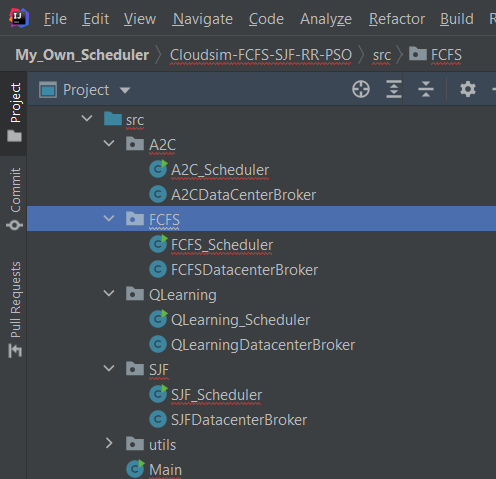 IJ File Edit View Navigate Code Analyze Refactor Build
My_Own_Scheduler Cloudsim-FCFS-SJF-RR-PSO src FCFS
Project
Project
src
A2C
A2C_Scheduler
A2CDataCenterBroker
Commit
FCFS
FCFS_Scheduler
FCFSDatacenterBroker
Pull Requests
QLearning
QLearning_Scheduler
QLearningDatacenterBroker
SJF
SJF_Scheduler
SJFDatacenterBroker
utils
Main